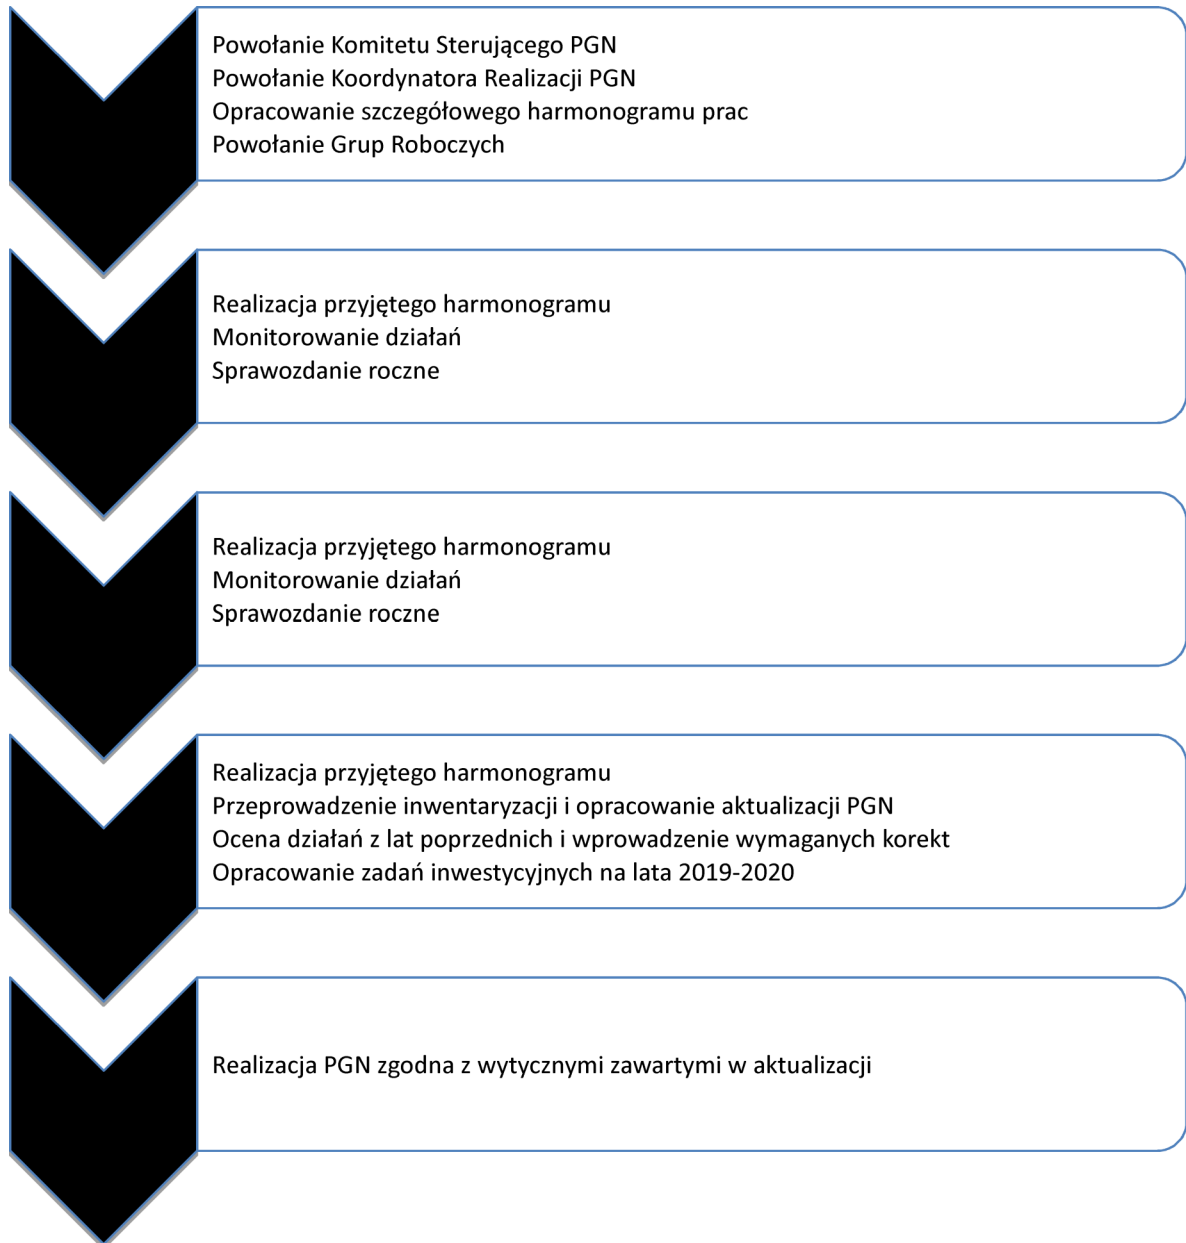 Powołanie Komitetu Sterującego PGN
Powołanie Koordynatora Realizacji PGN
Opracowanie szczegółowego harmonogramu prac
Powołanie Grup Roboczych
Realizacja przyjętego harmonogramu
Monitorowanie działań
Sprawozdanie roczne
Realizacja przyjętego harmonogramu
Monitorowanie działań
Sprawozdanie roczne
Realizacja przyjętego harmonogramu
Przeprowadzenie inwentaryzacji i opracowanie aktualizacji PGN
Ocena działań z lat poprzednich i wprowadzenie wymaganych korekt
Opracowanie zadań inwestycyjnych na lata 2019-2020
Realizacja PGN zgodna z wytycznymi zawartymi w aktualizacji